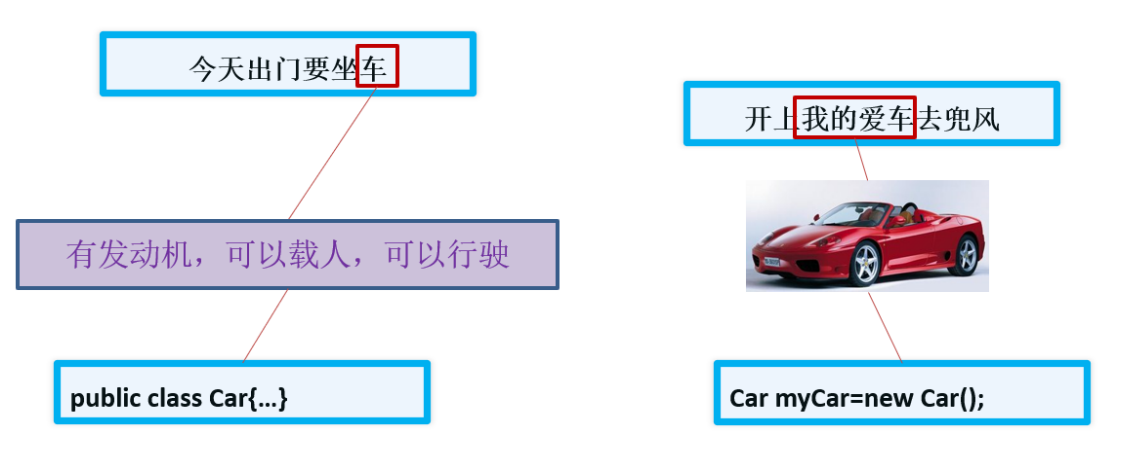 今天出门要坐车
开上我的爱车去兜风
有发动机，可以载人，可以行驶
public class Car{…}
Car myCar=new Car();